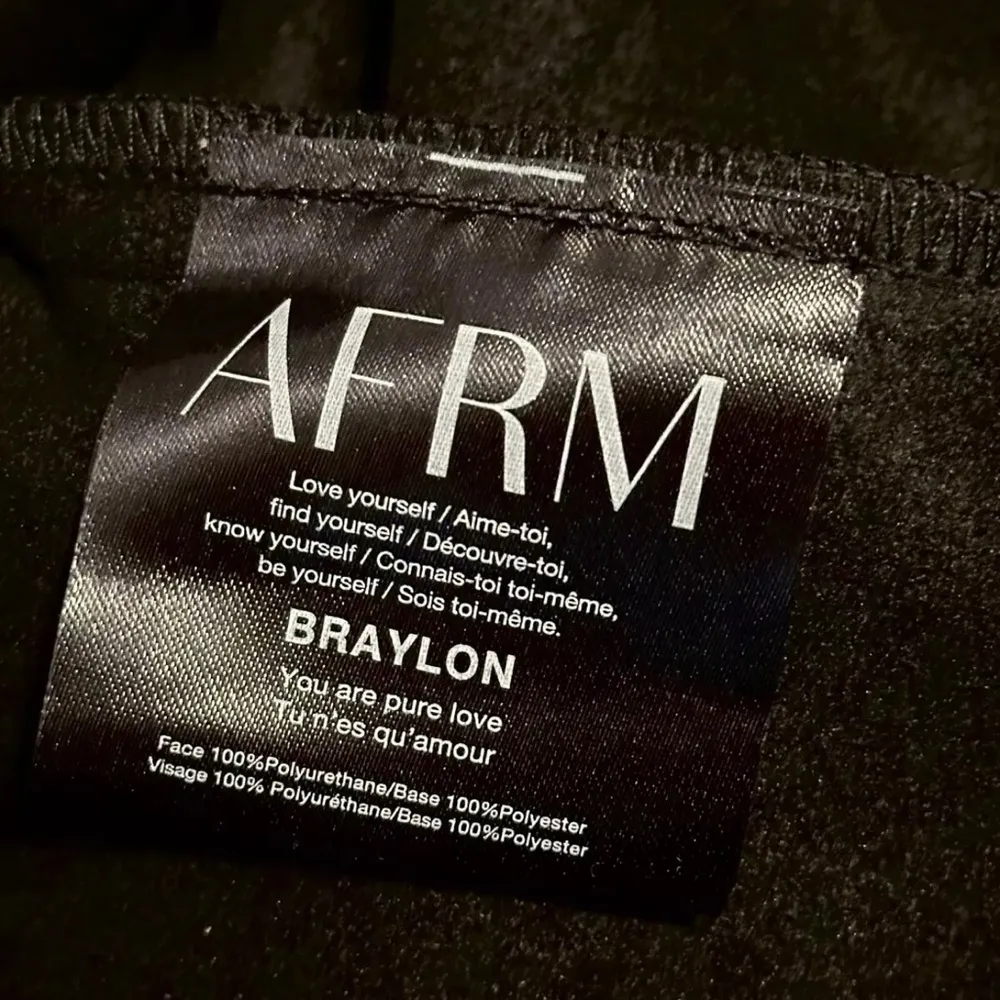 AFRM
Love yourself / Aime-toi,
find yourself / Découvre-toi,
know yourself / Connais-toi toi-même,
be yourself / Sois toi-même.
BRAYLON
You are pure love
Tu n'es qu'amour
Face 100%Polyurethane/Base 100%Polyester
Visage 100% Polyuréthane/Base 100%Polyester